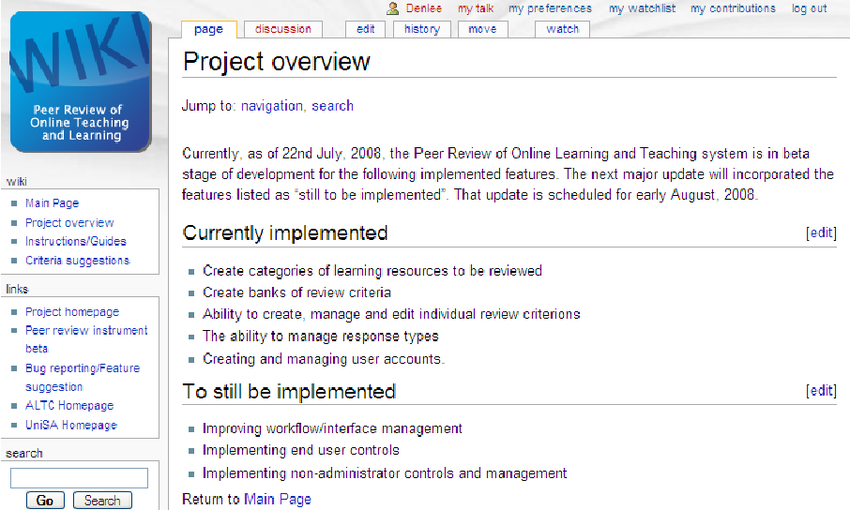 WIKI
Peer Review of
Online Teaching
and Learning
Denlee my talk my preferences my watchlist my contributions log out
page discussion edit history move watch
Project overview
Jump to: navigation, search
Currently, as of 22nd July, 2008, the Peer Review of Online Learning and Teaching system is in beta
stage of development for the following implemented features. The next major update will incorporated the
features listed as “still to be implemented”. That update is scheduled for early August, 2008.
Currently implemented [edit]
Create categories of learning resources to be reviewed
Create banks of review criteria
Ability to create, manage and edit individual review criterions
The ability to manage response types
Creating and managing user accounts.
To still be implemented [edit]
Improving workflow/interface management
Implementing end user controls
Implementing non-administrator controls and management
Return to Main Page
wiki
Main Page
Project overview
Instructions/Guides
Criteria suggestions
links
Project homepage
Peer review instrument
beta
Bug reporting/Feature
suggestion
ALTC Homepage
UniSA Homepage
search
Go Search